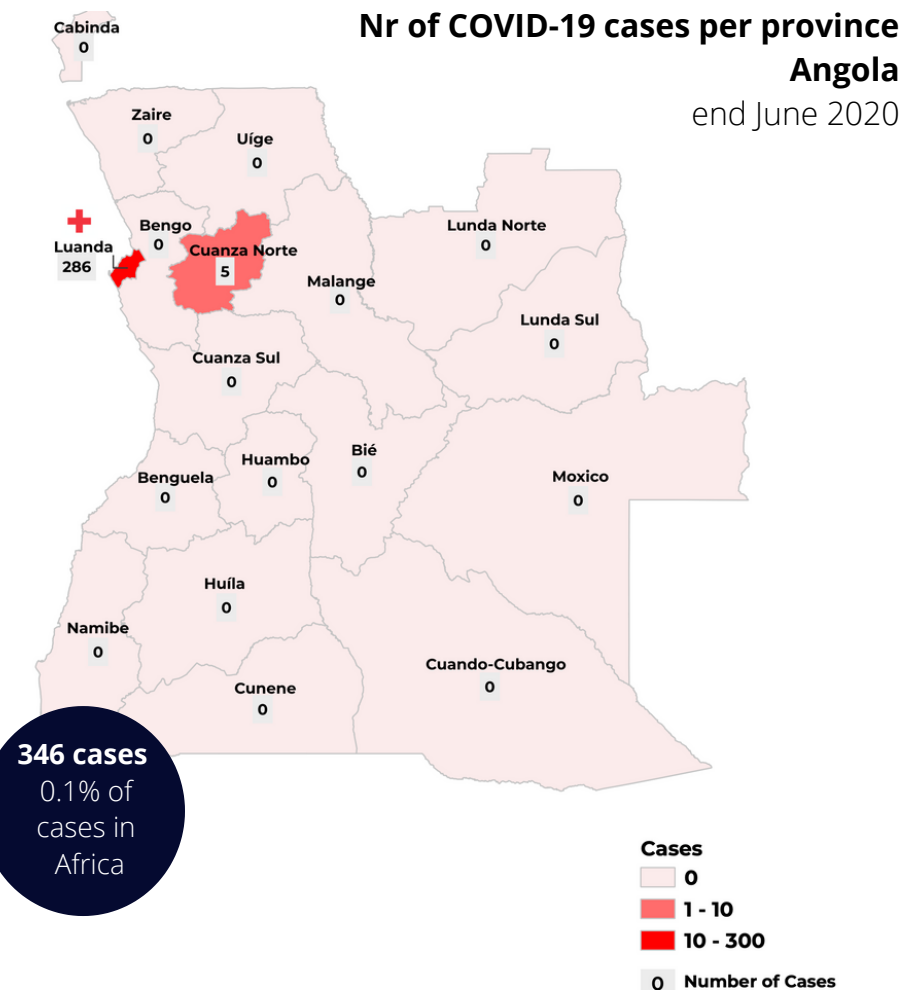 Nr of COVID-19 cases per province
Angola
end June 2020
Cabinda
0
Zaire
0
Uíge
0
Bengo
0
Luanda
286
Cuanza Norte
5
Lunda Norte
0
Malange
0
Lunda Sul
0
Cuanza Sul
0
Benguela
0
Huambo
0
Bié
0
Moxico
0
Huíla
0
Namibe
0
Cunene
0
Cuando-Cubango
0
346 cases
0.1% of
cases in
Africa
Cases
0
1 - 10
10 - 300
0 Number of Cases